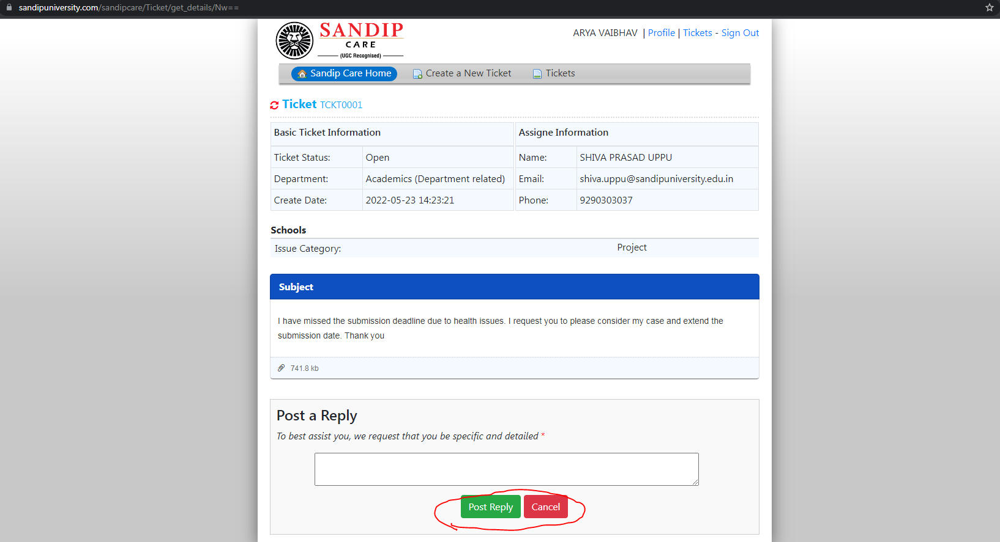 sandipuniversity.com/sandipcare/Ticket/get_details/Nw==
SANDIP
CARE
(UGC Recognised)
ARYA VAIBHAV | Profile | Tickets - Sign Out
Sandip Care Home Create a New Ticket Tickets
Ticket TCKT0001
Basic Ticket Information
Ticket Status: Open
Department: Academics (Department related)
Create Date: 2022-05-23 14:23:21
Assigne Information
Name: SHIVA PRASAD UPPU
Email: shiva.uppu@sandipuniversity.edu.in
Phone: 9290303037
Schools
Issue Category: Project
Subject
I have missed the submission deadline due to health issues. I request you to please consider my case and extend the
submission date. Thank you
741.8 kb
Post a Reply
To best assist you, we request that you be specific and detailed *
Post Reply Cancel